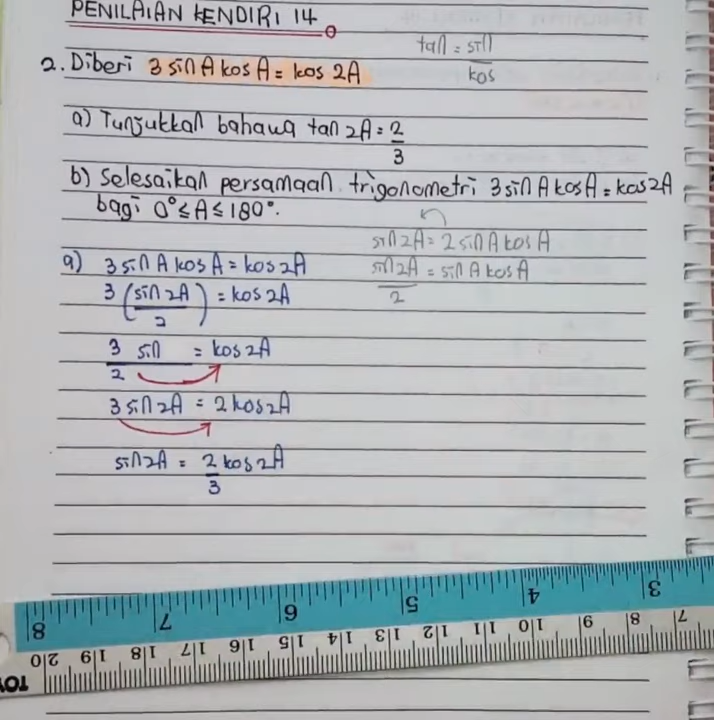 PENILAIAN KENDIRI 14
tan = sin
kos
2. Diberi 3 sin A kos A = kos 2A
a) Tunjukkan bahawa tan 2A = 2
3
b) Selesaikan persamaan trigonometri 3 sin A kos A = kos 2A
bagi 0° ≤ A ≤ 180°.
sin 2A = 2 sin A kos A
sin 2A = sin A kos A
2
a) 3 sin A kos A = kos 2A
3 (sin 2A) = kos 2A
2
3 sin = kos 2A
2
3 sin 2A = 2 kos 2A
sin 2A = 2 kos 2A
3
8 7 6 5 4 3
20 19 18 17 16 15 14 13 12 11 10 9 8 7